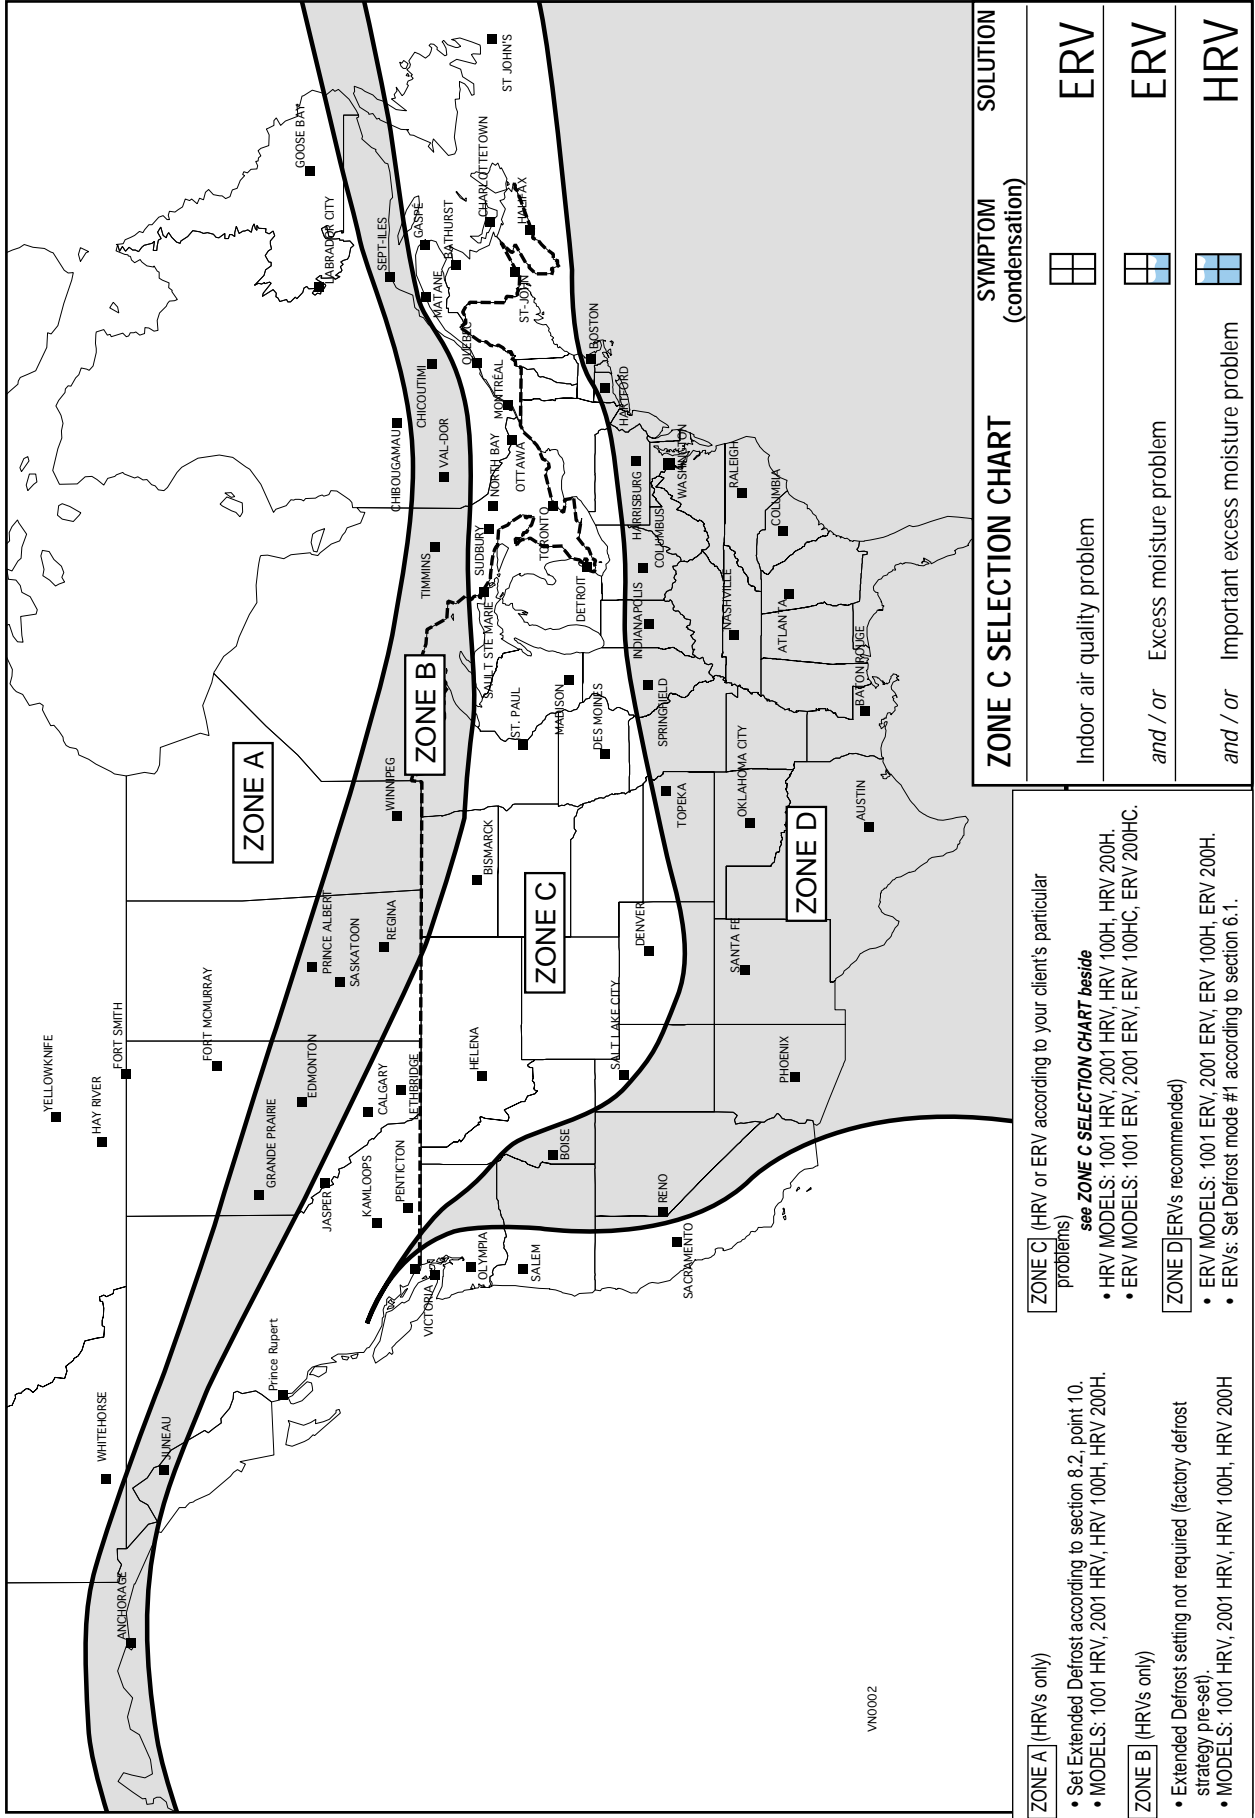 YELLOWKNIFE
HAY RIVER
FORT SMITH
WHITEHORSE
FORT MCMURRAY
JUNEAU
ANCHORAGE
Prince Rupert
GRANDE PRAIRIE
EDMONTON
JASPER
PRINCE ALBERT
SASKATOON
REGINA
WINNIPEG
CALGARY
LETHBRIDGE
KAMLOOPS
PENTICTON
VICTORIA
ZONE A
ZONE B
ZONE C
ZONE D
GOOSE BAY
LABRADOR CITY
SEPT-ILES
GASPÉ
MATANE
BATHURST
CHARLOTTETOWN
HALIFAX
ST JOHN'S
ST-JOHN
CHIBOUGAMAU
CHICOUTIMI
VAL-DOR
QUEBEC
MONTRÉAL
OTTAWA
NORTH BAY
SUDBURY
TIMMINS
TORONTO
SAULT STE MARIE
DETROIT
BOSTON
HARTFORD
HARRISBURG
WASHINGTON
COLUMBUS
INDIANAPOLIS
SPRINGFIELD
RALEIGH
COLUMBIA
NASHVILLE
ATLANTA
BATON ROUGE
ST. PAUL
MADISON
DES MOINES
BISMARCK
TOPEKA
OKLAHOMA CITY
AUSTIN
DENVER
SANTA FE
HELENA
SALT LAKE CITY
PHOENIX
BOISE
RENO
OLYMPIA
SALEM
SACRAMENTO
VN0002
ZONE A (HRVs only)
• Set Extended Defrost according to section 8.2, point 10.
• MODELS: 1001 HRV, 2001 HRV, HRV 100H, HRV 200H.
ZONE B (HRVs only)
• Extended Defrost setting not required (factory defrost
strategy pre-set).
• MODELS: 1001 HRV, 2001 HRV, HRV 100H, HRV 200H
ZONE C (HRV or ERV according to your client's particular
problems)
see ZONE C SELECTION CHART beside
• HRV MODELS: 1001 HRV, 2001 HRV, HRV 100H, HRV 200H.
• ERV MODELS: 1001 ERV, 2001 ERV, ERV 100HC, ERV 200HC.
ZONE D ERVs recommended)
• ERV MODELS: 1001 ERV, 2001 ERV, ERV 100H, ERV 200H.
• ERVs: Set Defrost mode #1 according to section 6.1.
ZONE C SELECTION CHART SYMPTOM SOLUTION
(condensation)
Indoor air quality problem ERV
and / or Excess moisture problem ERV
and / or Important excess moisture problem HRV